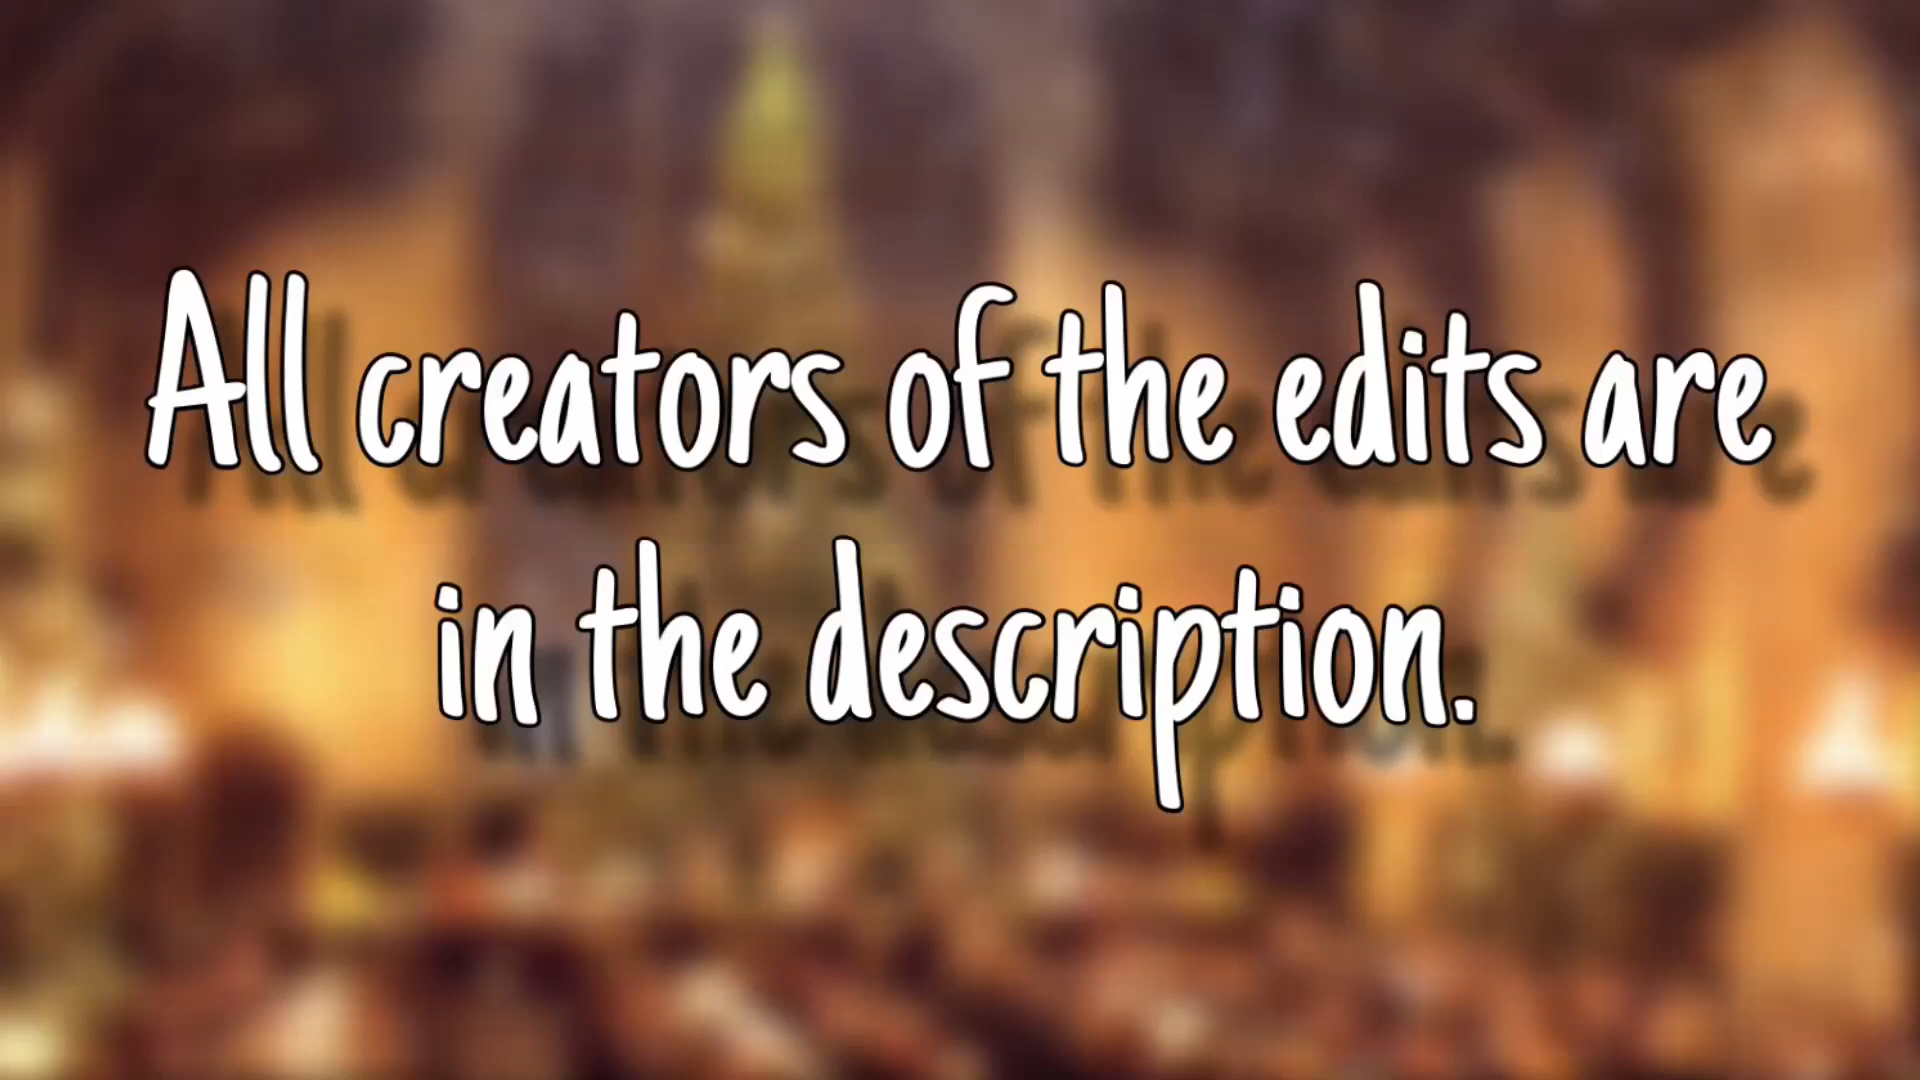 All creators of the edits are
in the description.